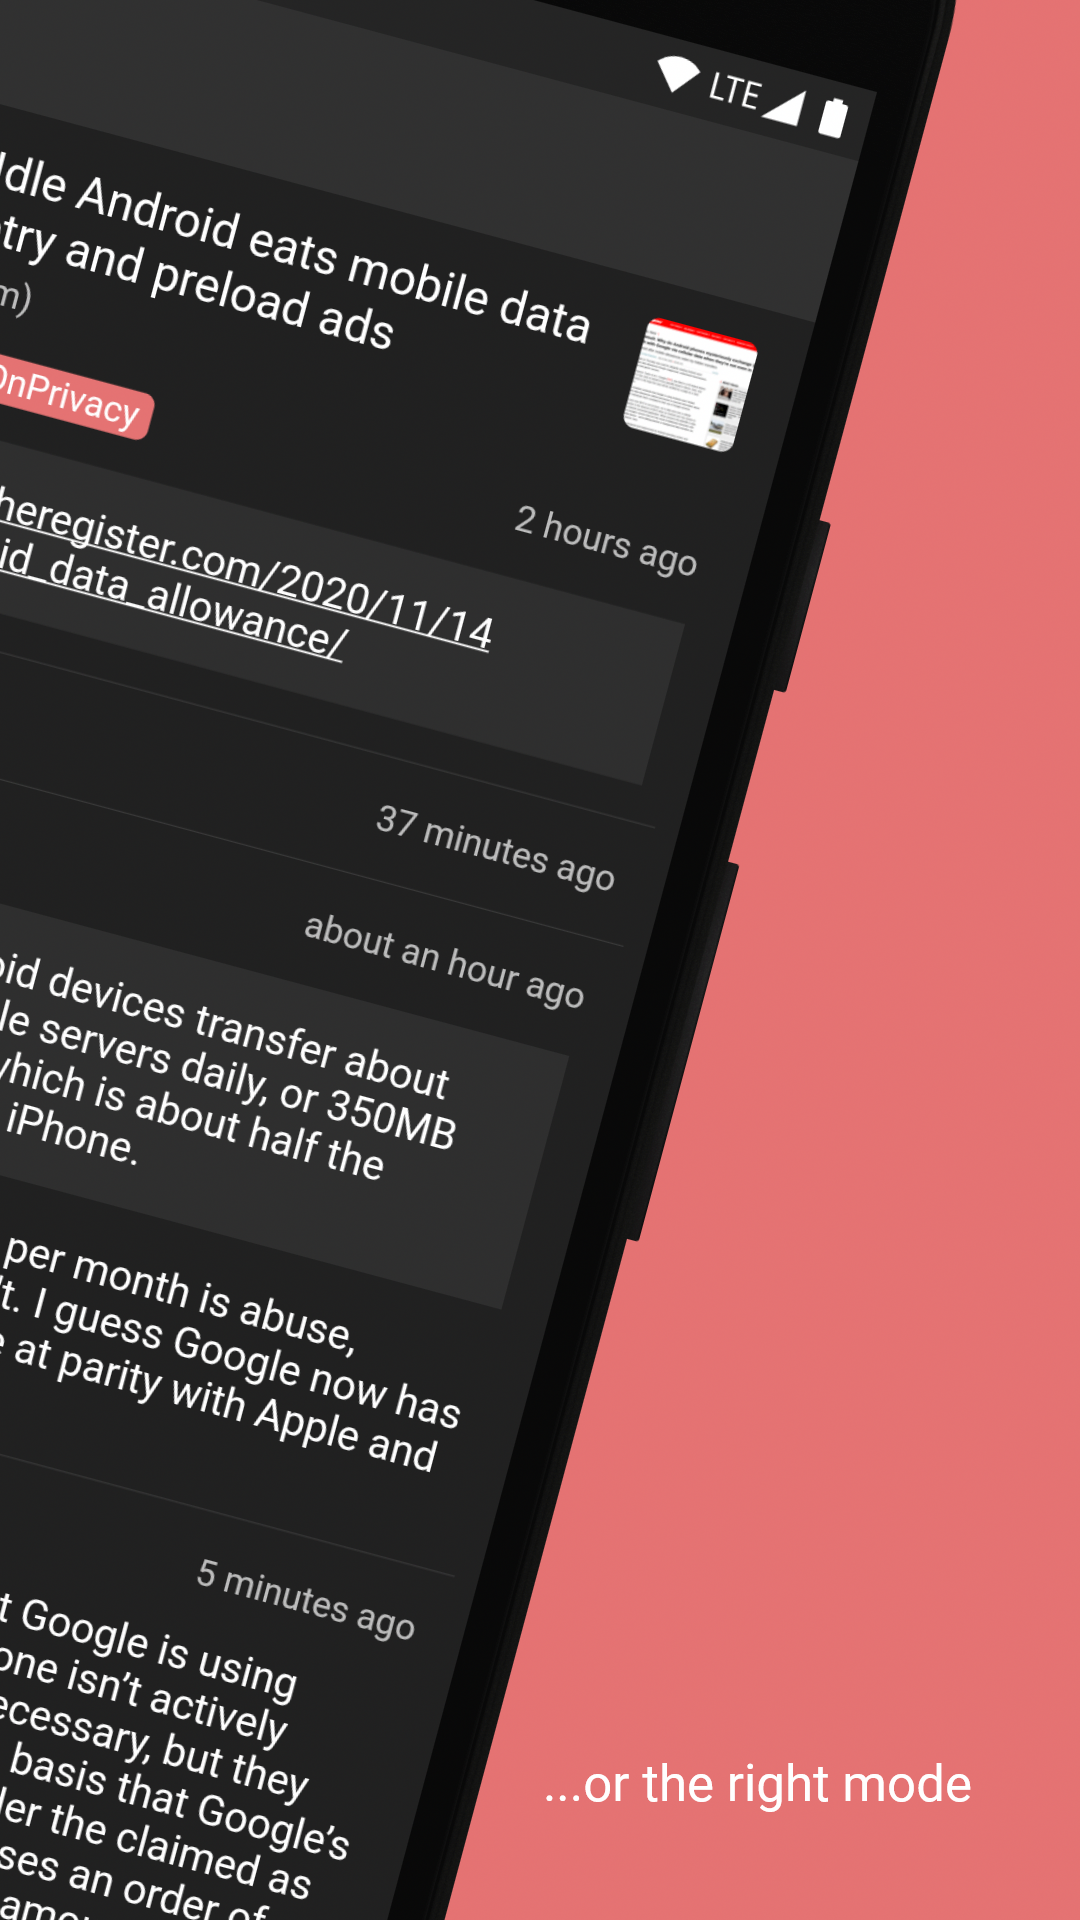 LTE
dle Android eats mobile data
try and preload ads
m)
OnPrivacy
heregister.com/2020/11/14
id_data_allowance/
2 hours ago
37 minutes ago
about an hour ago
oid devices transfer about
le servers daily, or 350MB
which is about half the
iPhone.
per month is abuse,
't. I guess Google now has
e at parity with Apple and
5 minutes ago
t Google is using
one isn't actively
ecessary, but they
basis that Google's
ler the claimed as
ses an order of
...or the right mode